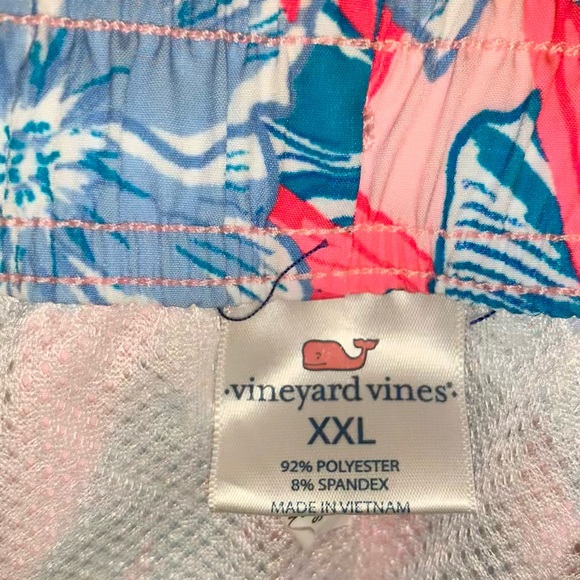 ·vineyard vines®·
XXL
92% POLYESTER
8% SPANDEX
MADE IN VIETNAM